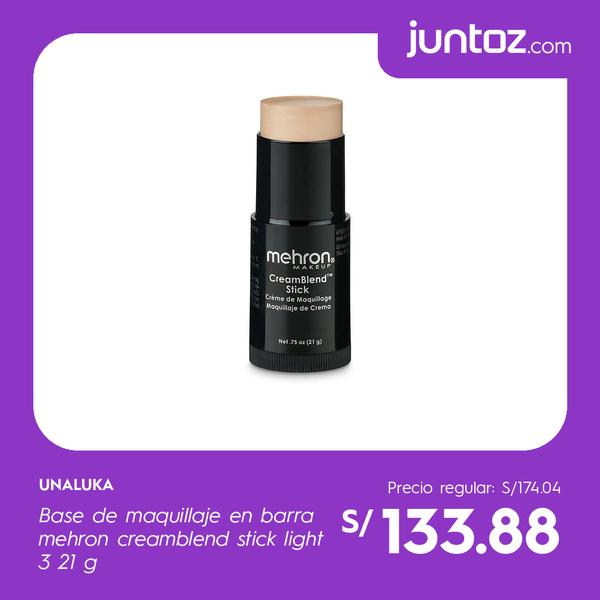 juntoz.com
mehron®
MAKEUP
CreamBlend™
Stick
Crème de Maquillage
Maquillaje de Crema
Net .75 oz (21 g)
UNALUKA
Base de maquillaje en barra
mehron creamblend stick light
3 21 g
Precio regular: S/174.04
S/ 133.88